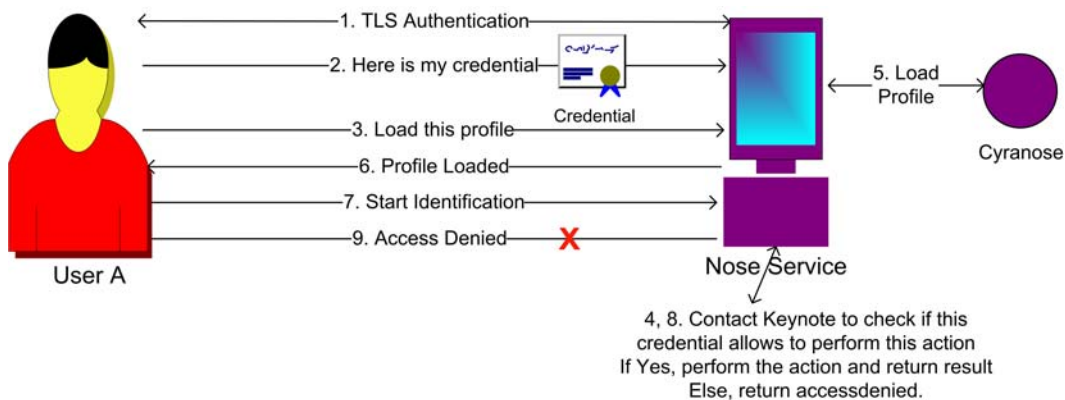 1. TLS Authentication
2. Here is my credential
Credential
3. Load this profile
5. Load
Profile
Cyranose
6. Profile Loaded
7. Start Identification
9. Access Denied
X
User A
Nose Service
4, 8. Contact Keynote to check if this
credential allows to perform this action
If Yes, perform the action and return result
Else, return accessdenied.